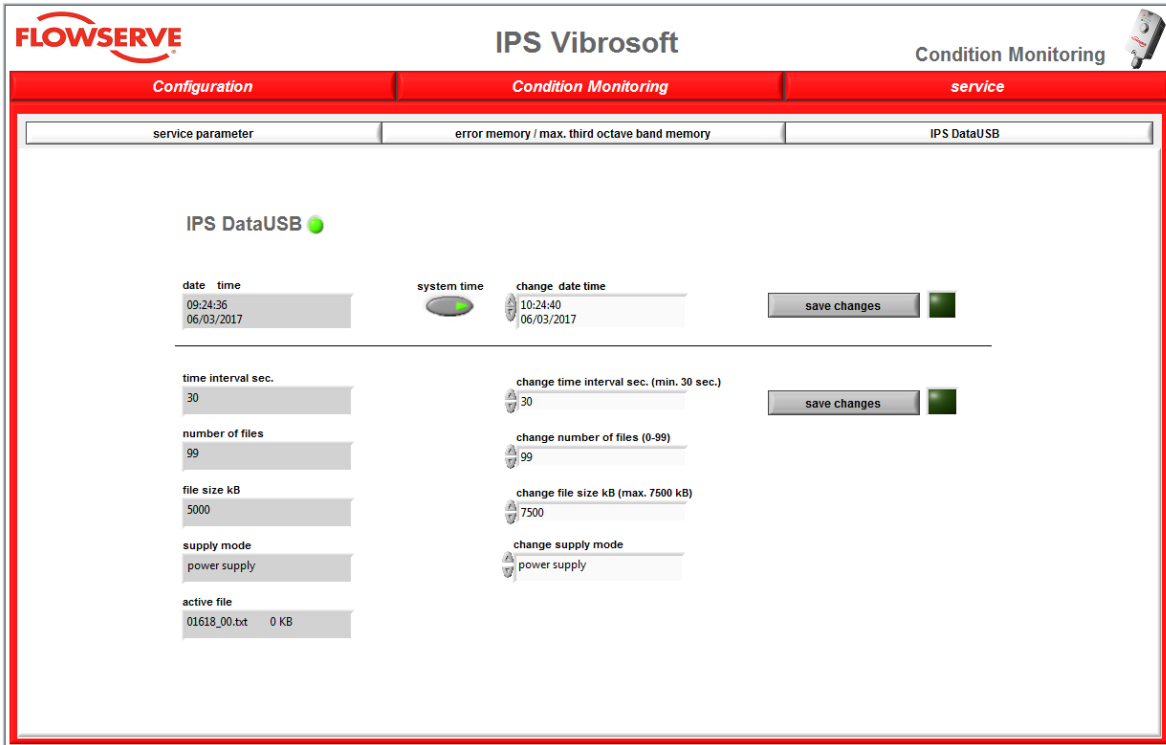 FLOWSERVE
IPS Vibrosoft
Condition Monitoring
Configuration
Condition Monitoring
service
service parameter
error memory / max. third octave band memory
IPS DataUSB
IPS DataUSB
date time
system time
change date time
09:24:36
06/03/2017
10:24:40
06/03/2017
save changes
time interval sec.
change time interval sec. (min. 30 sec.)
30
30
save changes
number of files
change number of files (0-99)
99
99
file size kB
change file size kB (max. 7500 kB)
5000
7500
supply mode
change supply mode
power supply
power supply
active file
01618_00.txt 0 KB